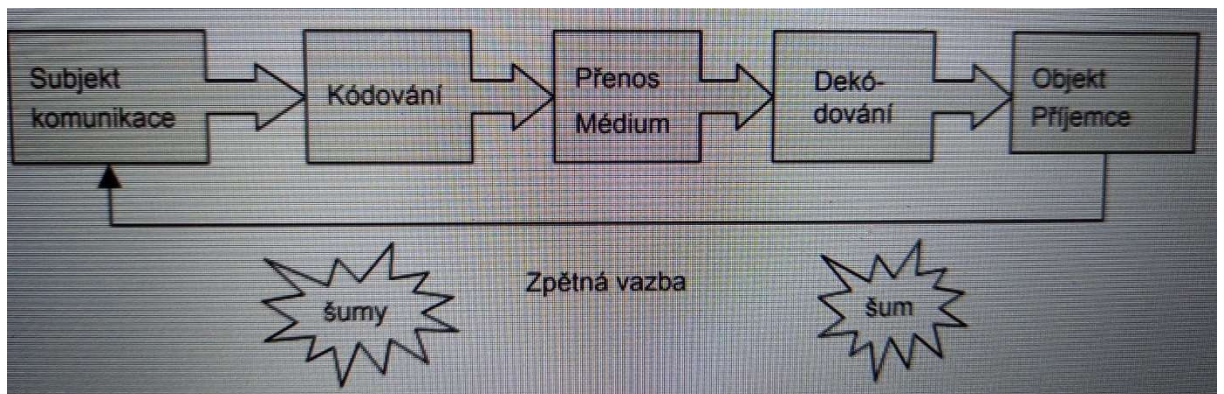 Subjekt
komunikace
Kódování
Přenos
Médium
Dekó-
dování
Objekt
Příjemce
Zpětná vazba
šumy
šum